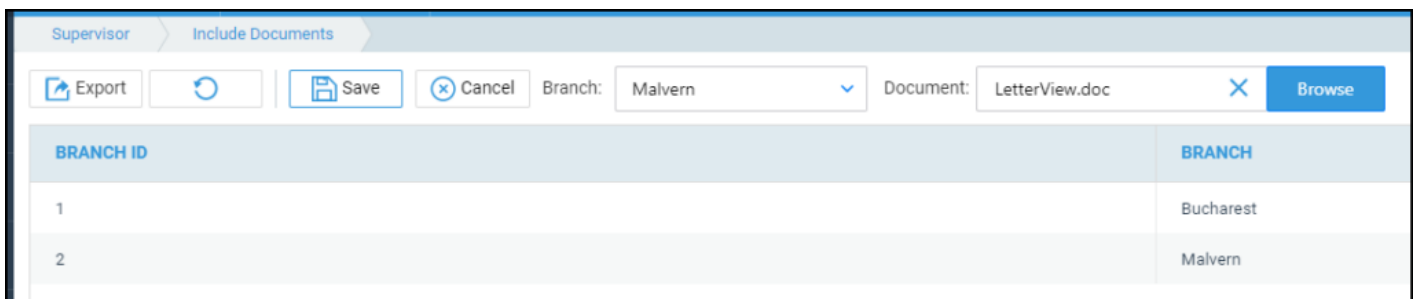 Supervisor Include Documents
Export Save Cancel Branch: Malvern Document: LetterView.doc Browse
BRANCH ID BRANCH
1 Bucharest
2 Malvern